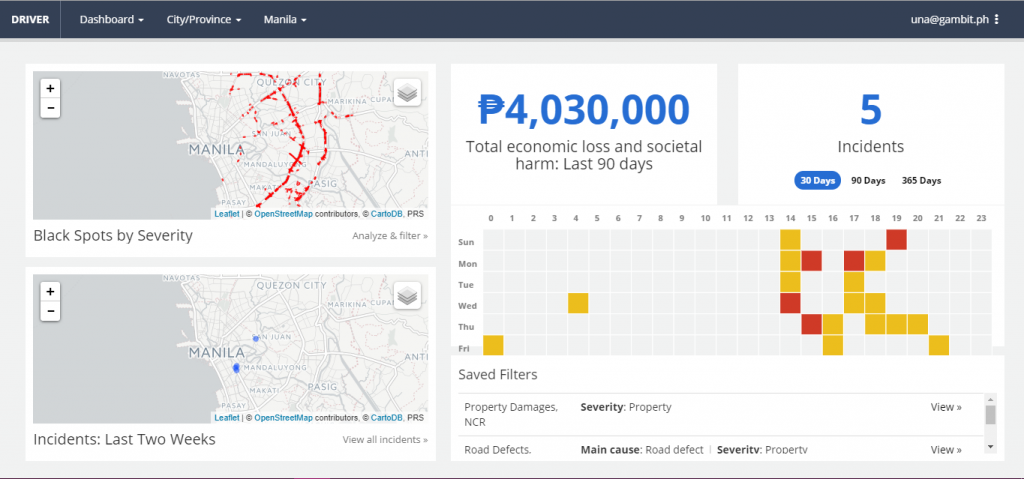 DRIVER Dashboard City/Province Manila una@gambit.ph
+
−
NAVOTAS
QUEZON CITY
MARIKINA
SAN JUAN
MANILA
MANDALUYONG
ANTI
MAKATI
PASIG
PASAY
Leaflet | © OpenStreetMap contributors, © CartoDB, PRS
Black Spots by Severity Analyze & filter »
+
−
NAVOTAS
QUEZON CITY
MARIKINA CUPA
SAN JUAN
MANILA
MANDALUYONG
ANTI
PASIG
MAKATI
PASAY
Leaflet | © OpenStreetMap contributors, © CartoDB, PRS
Incidents: Last Two Weeks View all incidents »
₱4,030,000
Total economic loss and societal
harm: Last 90 days
5
Incidents
30 Days 90 Days 365 Days
0 1 2 3 4 5 6 7 8 9 10 11 12 13 14 15 16 17 18 19 20 21 22 23
Sun
Mon
Tue
Wed
Thu
Fri
Saved Filters
Property Damages, Severity: Property View »
NCR
Road Defects, Main cause: Road defect | Severity: Property View »